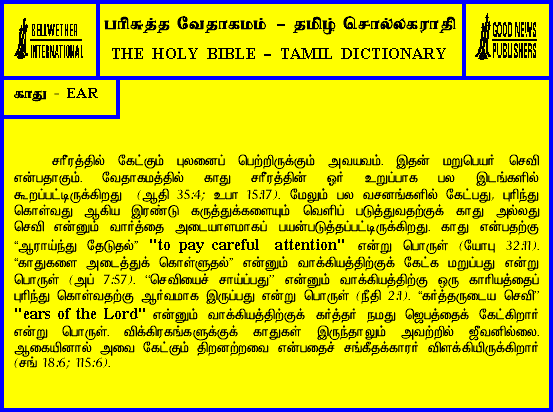 BELLWETHER
INTERNATIONAL
பரிசுத்த வேதாகமம் – தமிழ் சொல்லகராதி
THE HOLY BIBLE – TAMIL DICTIONARY
GOOD NEWS
PUBLISHERS
காது - EAR
சரீரத்தில் கேட்கும் புலனைப் பெற்றிருக்கும் அவயவம். இதன் மறுபெயர் செவி
என்பதாகும். வேதாகமத்தில் காது சரீரத்தின் ஓர் உறுப்பாக பல இடங்களில்
கூறப்பட்டிருக்கிறது (ஆதி 35:4; உபா 15:17). மேலும் பல வசனங்களில் கேட்பது, புரிந்து
கொள்வது ஆகிய இரண்டு கருத்துக்களையும் வெளிப் படுத்துவதற்குக் காது அல்லது
செவி என்னும் வார்த்தை அடையாளமாகப் பயன்படுத்தப்பட்டிருக்கிறது. காது என்பதற்கு
“ஆராய்ந்து தேடுதல்” "to pay careful attention" என்று பொருள் (யோபு 32:11).
“காதுகளை அடைத்துக் கொள்ளுதல்” என்னும் வாக்கியத்திற்குக் கேட்க மறுப்பது என்று
பொருள் (அப் 7:57). “செவியைச் சாய்ப்பது” என்னும் வாக்கியத்திற்கு ஒரு காரியத்தைப்
புரிந்து கொள்வதற்கு ஆர்வமாக இருப்பது என்று பொருள் (நீதி 2:1). “கர்த்தருடைய செவி”
"ears of the Lord" என்னும் வாக்கியத்திற்குக் கர்த்தர் நமது ஜெபத்தைக் கேட்கிறார்
என்று பொருள். விக்கிரகங்களுக்குக் காதுகள் இருந்தாலும் அவற்றில் ஜீவனில்லை.
ஆகையினால் அவை கேட்கும் திறனற்றவை என்பதைச் சங்கீதக்காரர் விளக்கியிருக்கிறார்
(சங் 18:6; 115:6).